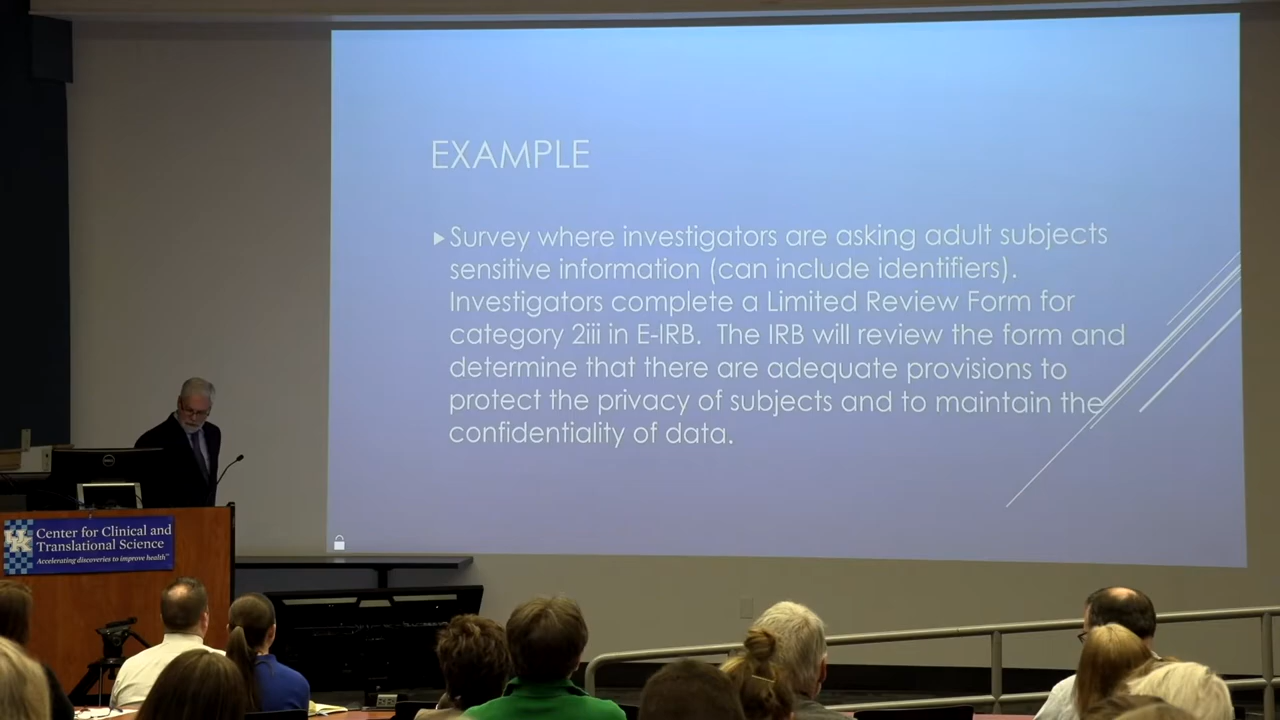 EXAMPLE
Survey where investigators are asking adult subjects
sensitive information (can include identifiers).
Investigators complete a Limited Review Form for
category 2iii in E-IRB.  The IRB will review the form and
determine that there are adequate provisions to
protect the privacy of subjects and to maintain the
confidentiality of data.
DELL
UK
Center for Clinical and
Translational Science
Accelerating discoveries to improve health™